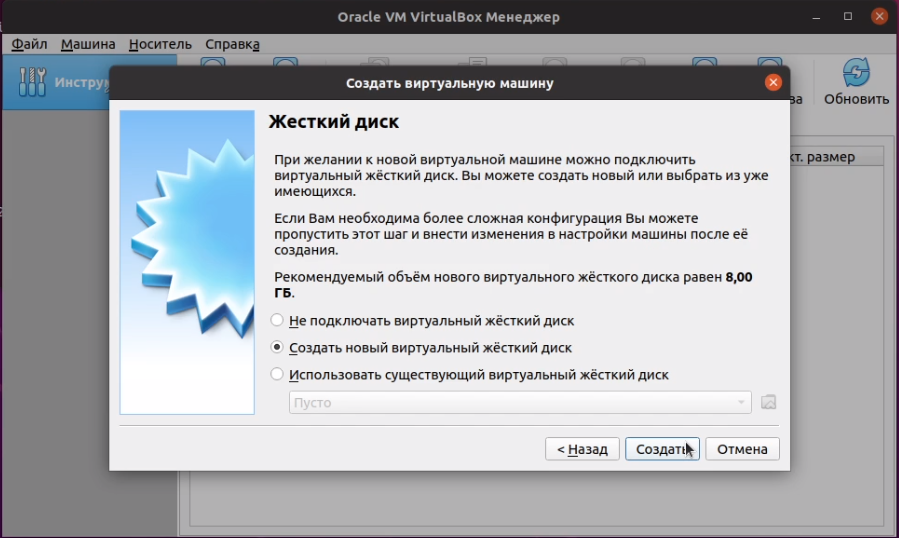 Oracle VM VirtualBox Менеджер
Файл Машина Носитель Справка
Обновить
Создать виртуальную машину
Жесткий диск
При желании к новой виртуальной машине можно подключить
виртуальный жёсткий диск. Вы можете создать новый или выбрать из уже
имеющихся.
Если Вам необходима более сложная конфигурация Вы можете
пропустить этот шаг и внести изменения в настройки машины после её
создания.
Рекомендуемый объём нового виртуального жёсткого диска равен 8,00
ГБ.
Не подключать виртуальный жёсткий диск
Создать новый виртуальный жёсткий диск
Использовать существующий виртуальный жёсткий диск
Пусто
< Назад Создать Отмена
размер